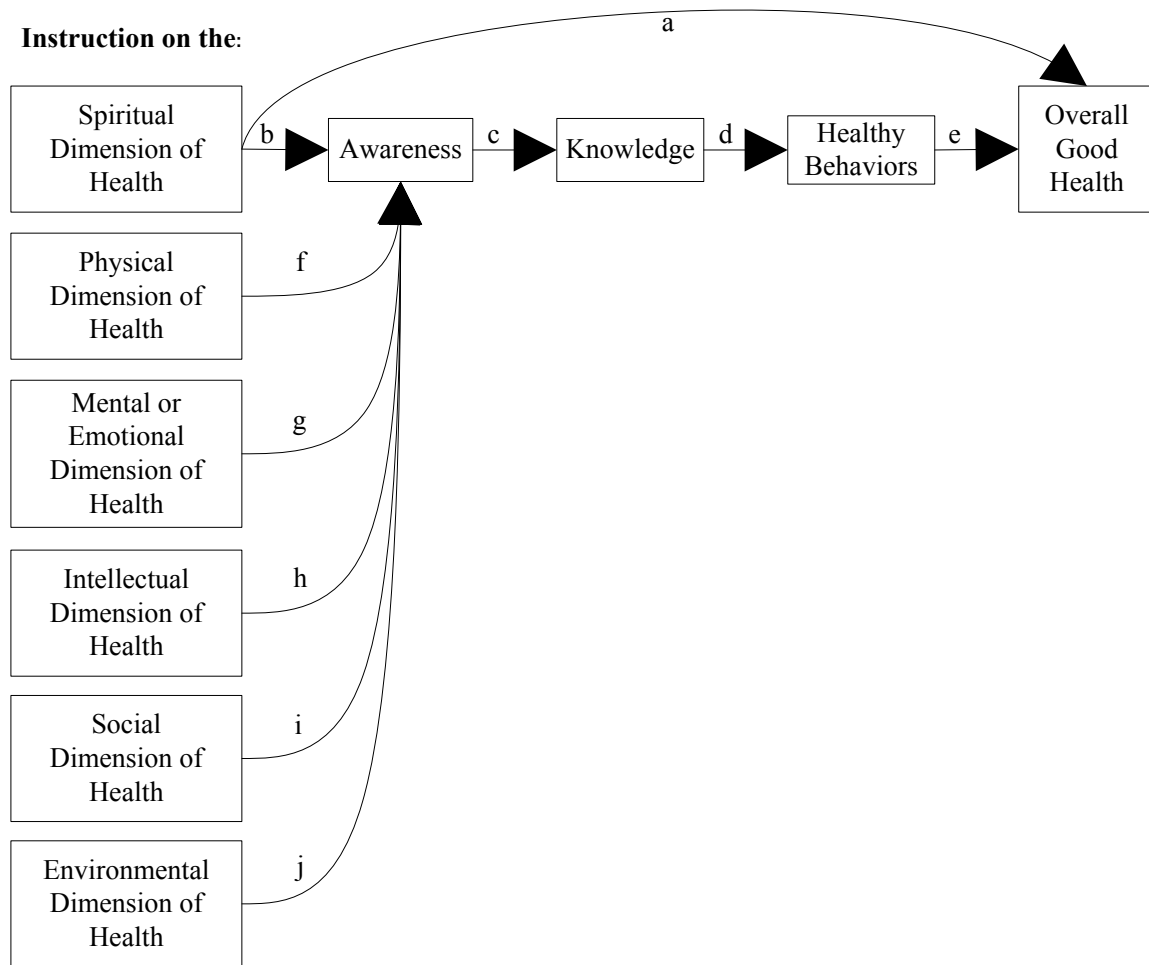 Instruction on the:
a
Spiritual
Dimension of
Health
b
Awareness
c
Knowledge
d
Healthy
Behaviors
e
Overall
Good
Health
Physical
Dimension of
Health
f
Mental or
Emotional
Dimension of
Health
g
Intellectual
Dimension of
Health
h
Social
Dimension of
Health
i
Environmental
Dimension of
Health
j